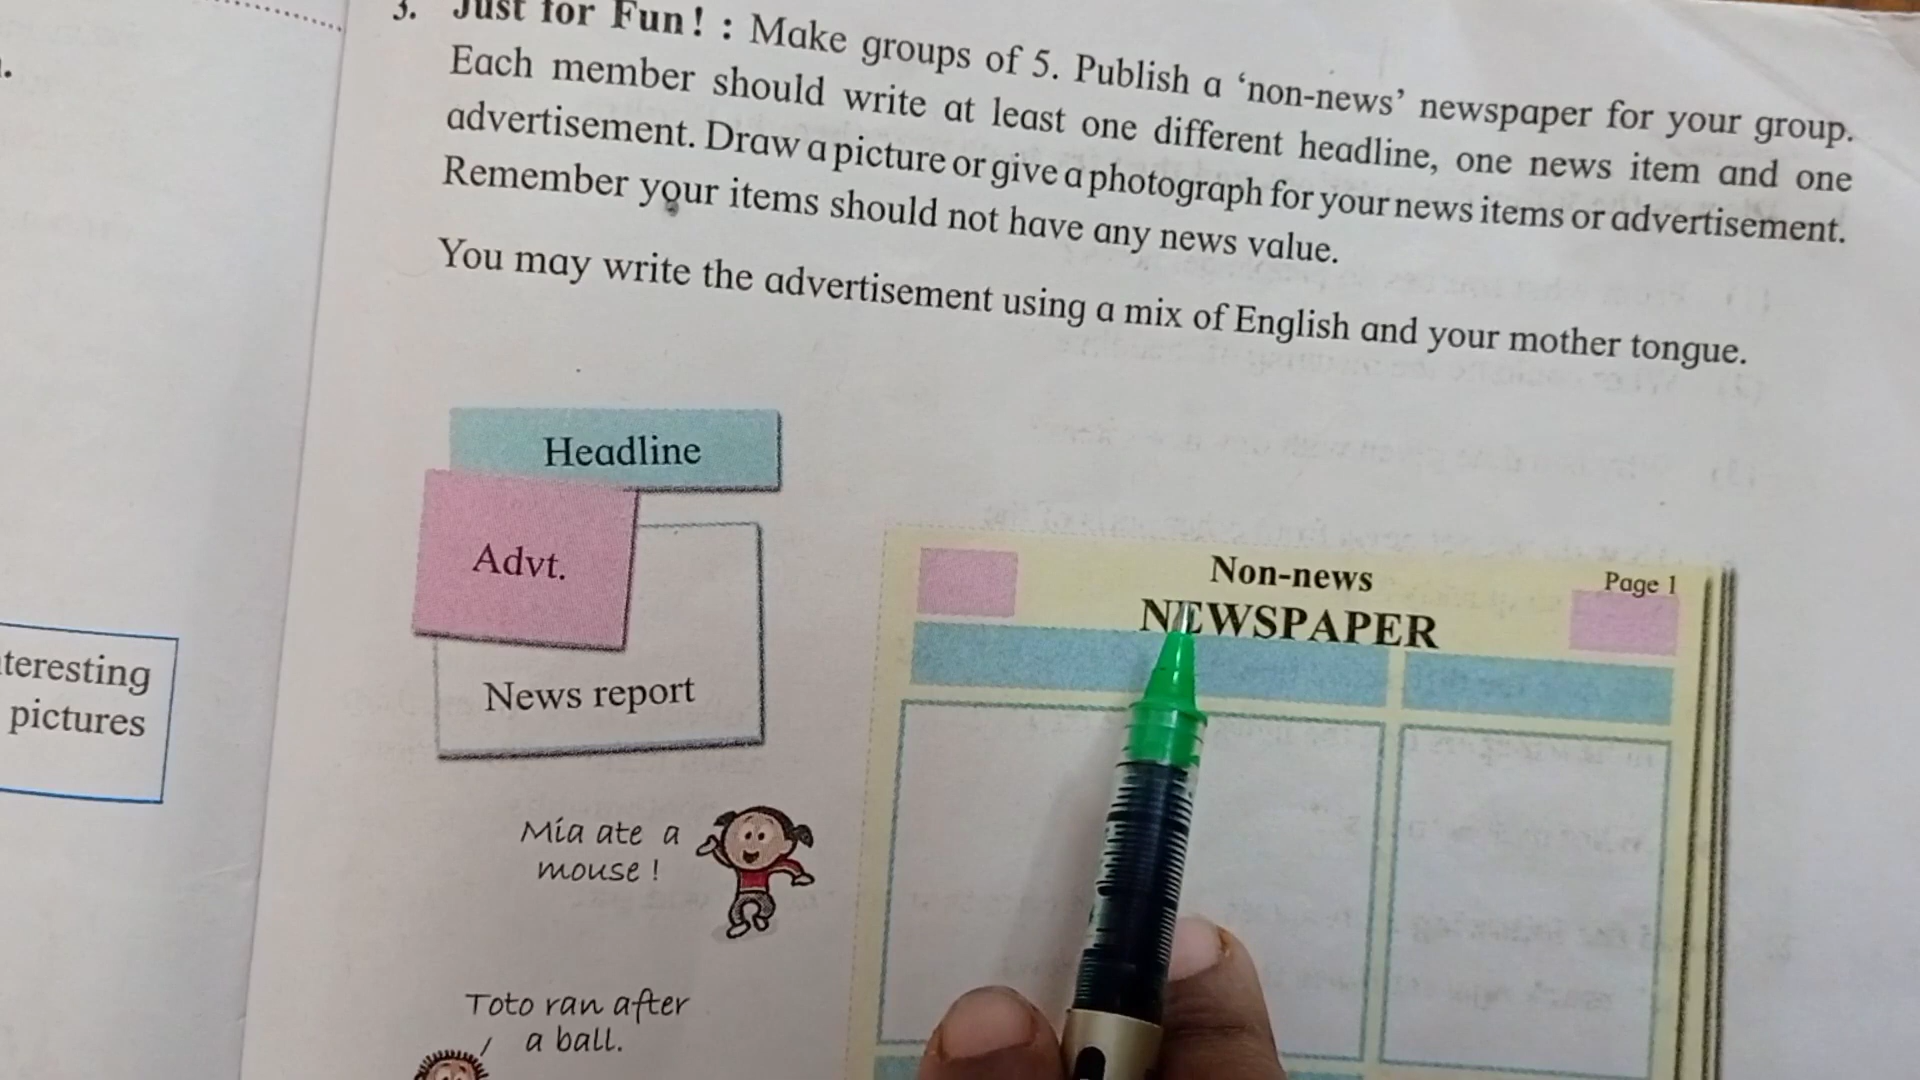 3. Just for Fun! : Make groups of 5. Publish a ‘non-news’ newspaper for your group.
Each member should write at least one different headline, one news item and one
advertisement. Draw a picture or give a photograph for your news items or advertisement.
Remember your items should not have any news value.
You may write the advertisement using a mix of English and your mother tongue.
Headline
Advt.
News report
Non-news
Page 1
NEWSPAPER
teresting
pictures
Mia ate a
mouse !
Toto ran after
a ball.